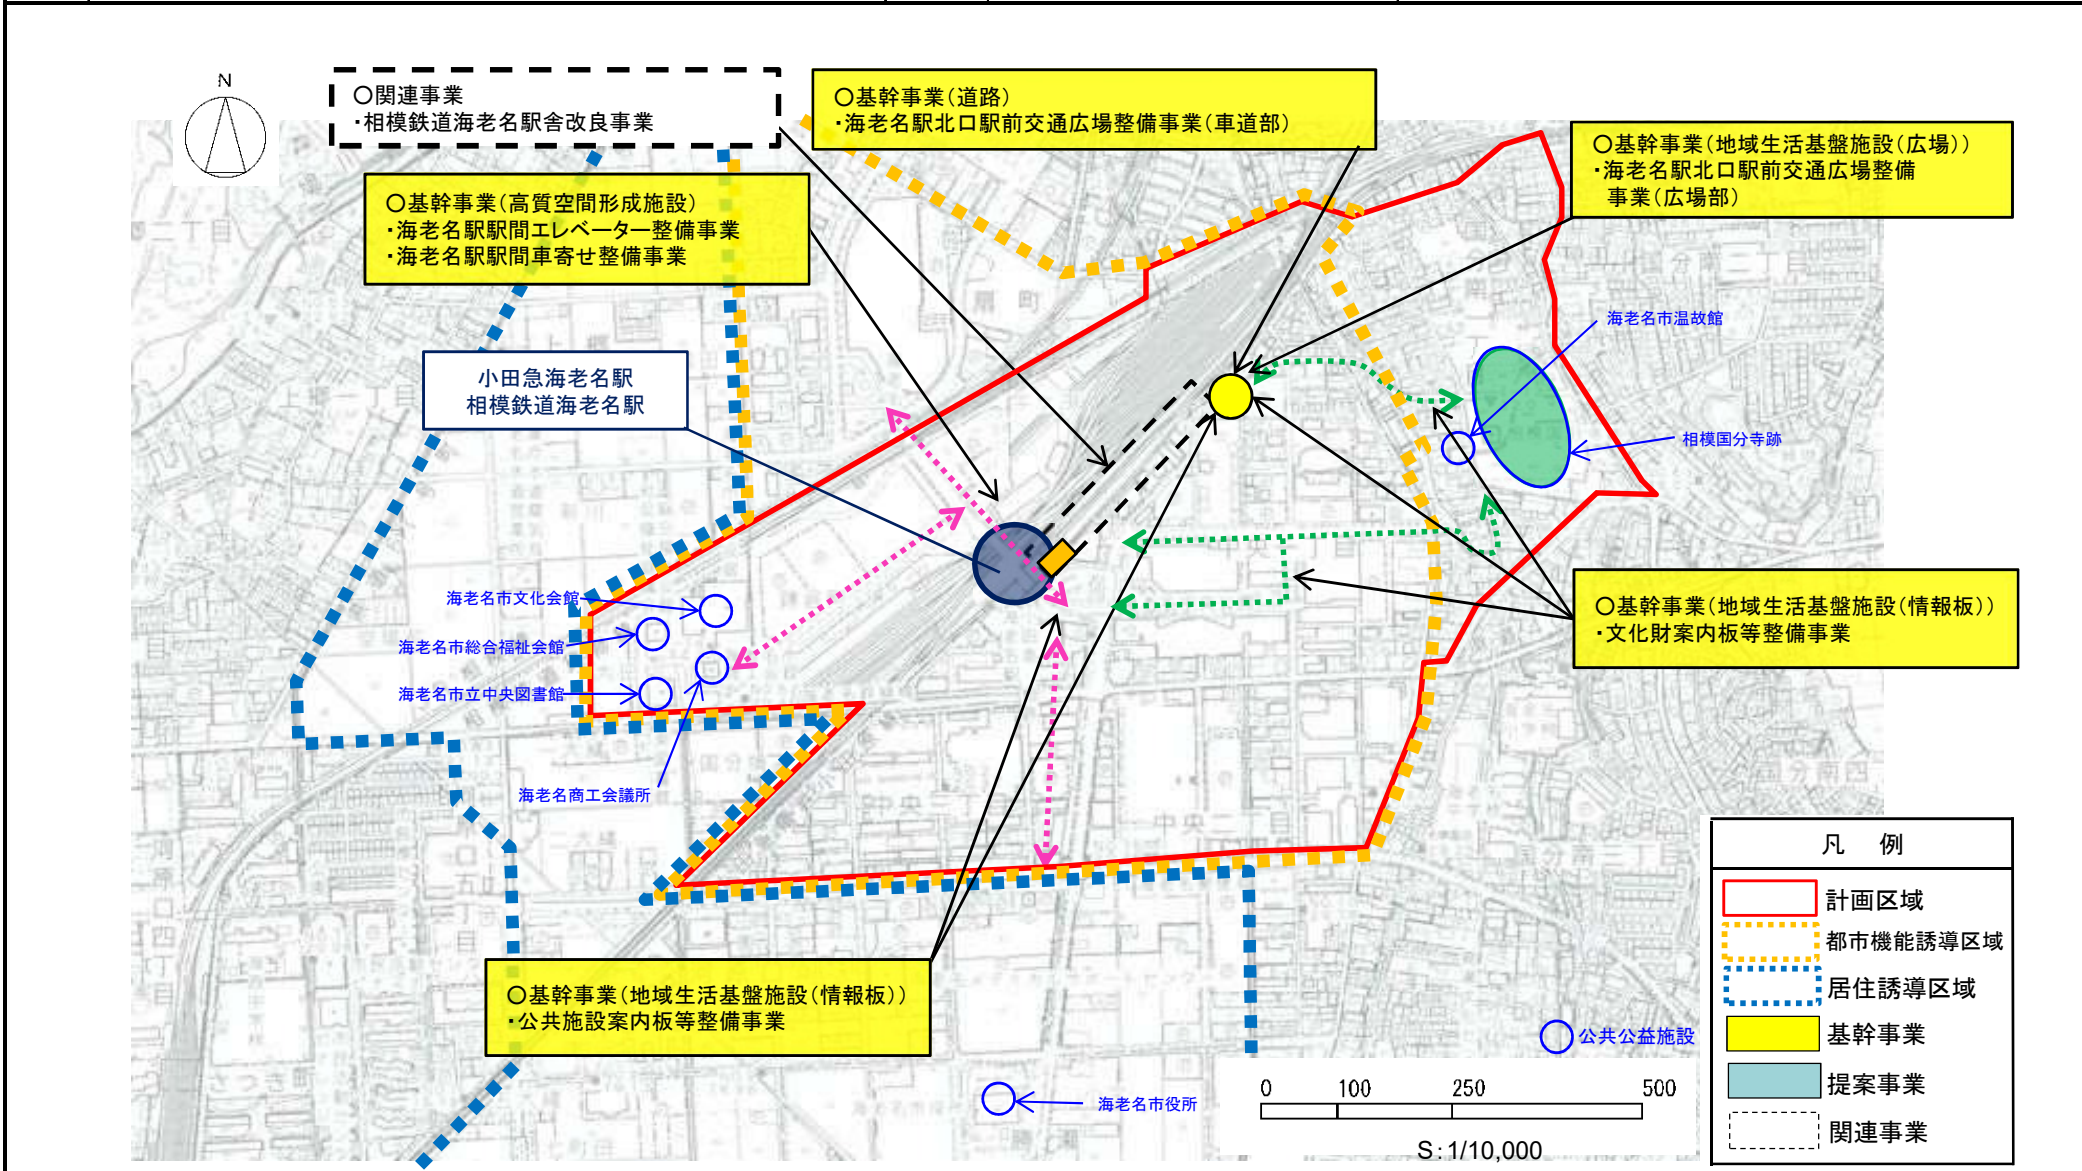 N
○関連事業
・相模鉄道海老名駅舎改良事業
○基幹事業(道路)
・海老名駅北口駅前交通広場整備事業(車道部)
○基幹事業(地域生活基盤施設(広場))
・海老名駅北口駅前交通広場整備
事業(広場部)
○基幹事業(高質空間形成施設)
・海老名駅駅間エレベーター整備事業
・海老名駅駅間車寄せ整備事業
海老名市温故館
小田急海老名駅
相模鉄道海老名駅
相模国分寺跡
海老名市文化会館
海老名市総合福祉会館
海老名市立中央図書館
○基幹事業(地域生活基盤施設(情報板))
・文化財案内板等整備事業
海老名商工会議所
○基幹事業(地域生活基盤施設(情報板))
・公共施設案内板等整備事業
公共公益施設
海老名市役所
0 100 250 500
S:1/10,000
凡 例
計画区域
都市機能誘導区域
居住誘導区域
基幹事業
提案事業
関連事業